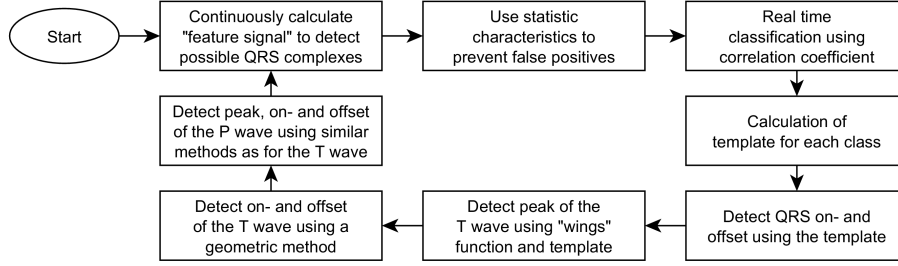 Start
Continuously calculate
"feature signal" to detect
possible QRS complexes
Use statistic
characteristics to
prevent false positives
Real time
classification using
correlation coefficient
Calculation of
template for each class
Detect QRS on- and
offset using the template
Detect peak of the
T wave using "wings"
function and template
Detect on- and offset
of the T wave using a
geometric method
Detect peak, on- and offset
of the P wave using similar
methods as for the T wave